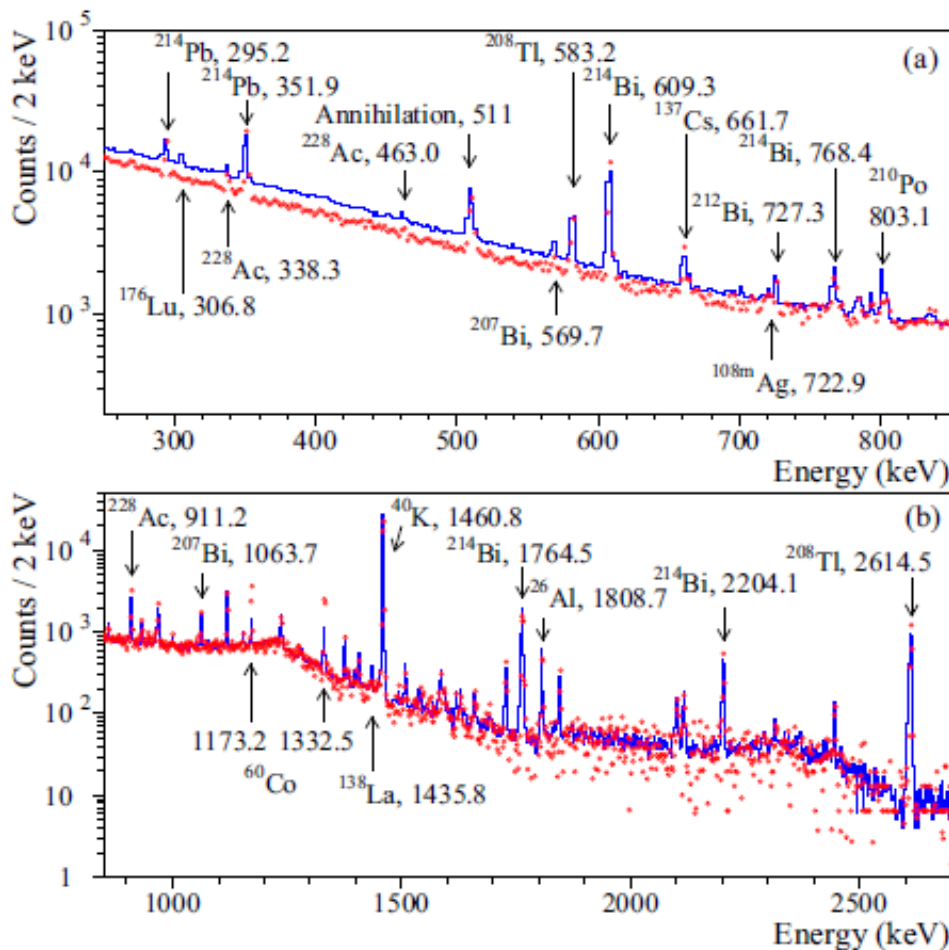 10⁵
10⁴
10³
Counts / 2 keV
(a)
²¹⁴Pb, 295.2
²¹⁴Pb, 351.9
Annihilation, 511
²²⁸Ac, 463.0
²⁰⁸Tl, 583.2
²¹⁴Bi, 609.3
¹³⁷Cs, 661.7
²¹⁴Bi, 768.4
²¹⁰Po
803.1
²¹²Bi, 727.3
²²⁸Ac, 338.3
¹⁷⁶Lu, 306.8
²⁰⁷Bi, 569.7
¹⁰⁸ᵐAg, 722.9
300 400 500 600 700 800
Energy (keV)
10⁴
10³
10²
10
1
Counts / 2 keV
(b)
²²⁸Ac, 911.2
²⁰⁷Bi, 1063.7
⁴⁰K, 1460.8
²¹⁴Bi, 1764.5
²⁶Al, 1808.7
²¹⁴Bi, 2204.1
²⁰⁸Tl, 2614.5
1173.2 1332.5
⁶⁰Co
¹³⁸La, 1435.8
1000 1500 2000 2500
Energy (keV)